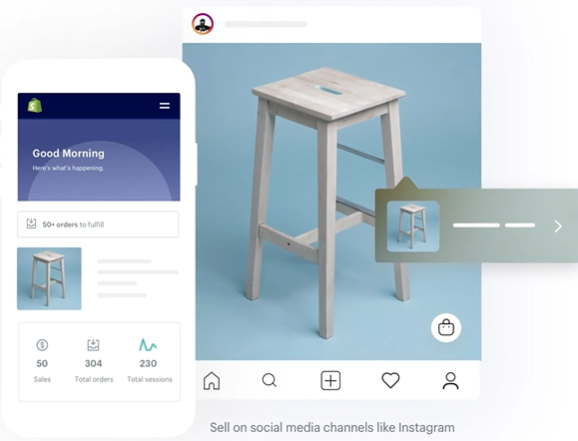 Good Morning
Here's what's happening.
50+ orders to fulfill
50
304
230
Sales
Total orders
Total sessions
Sell on social media channels like Instagram